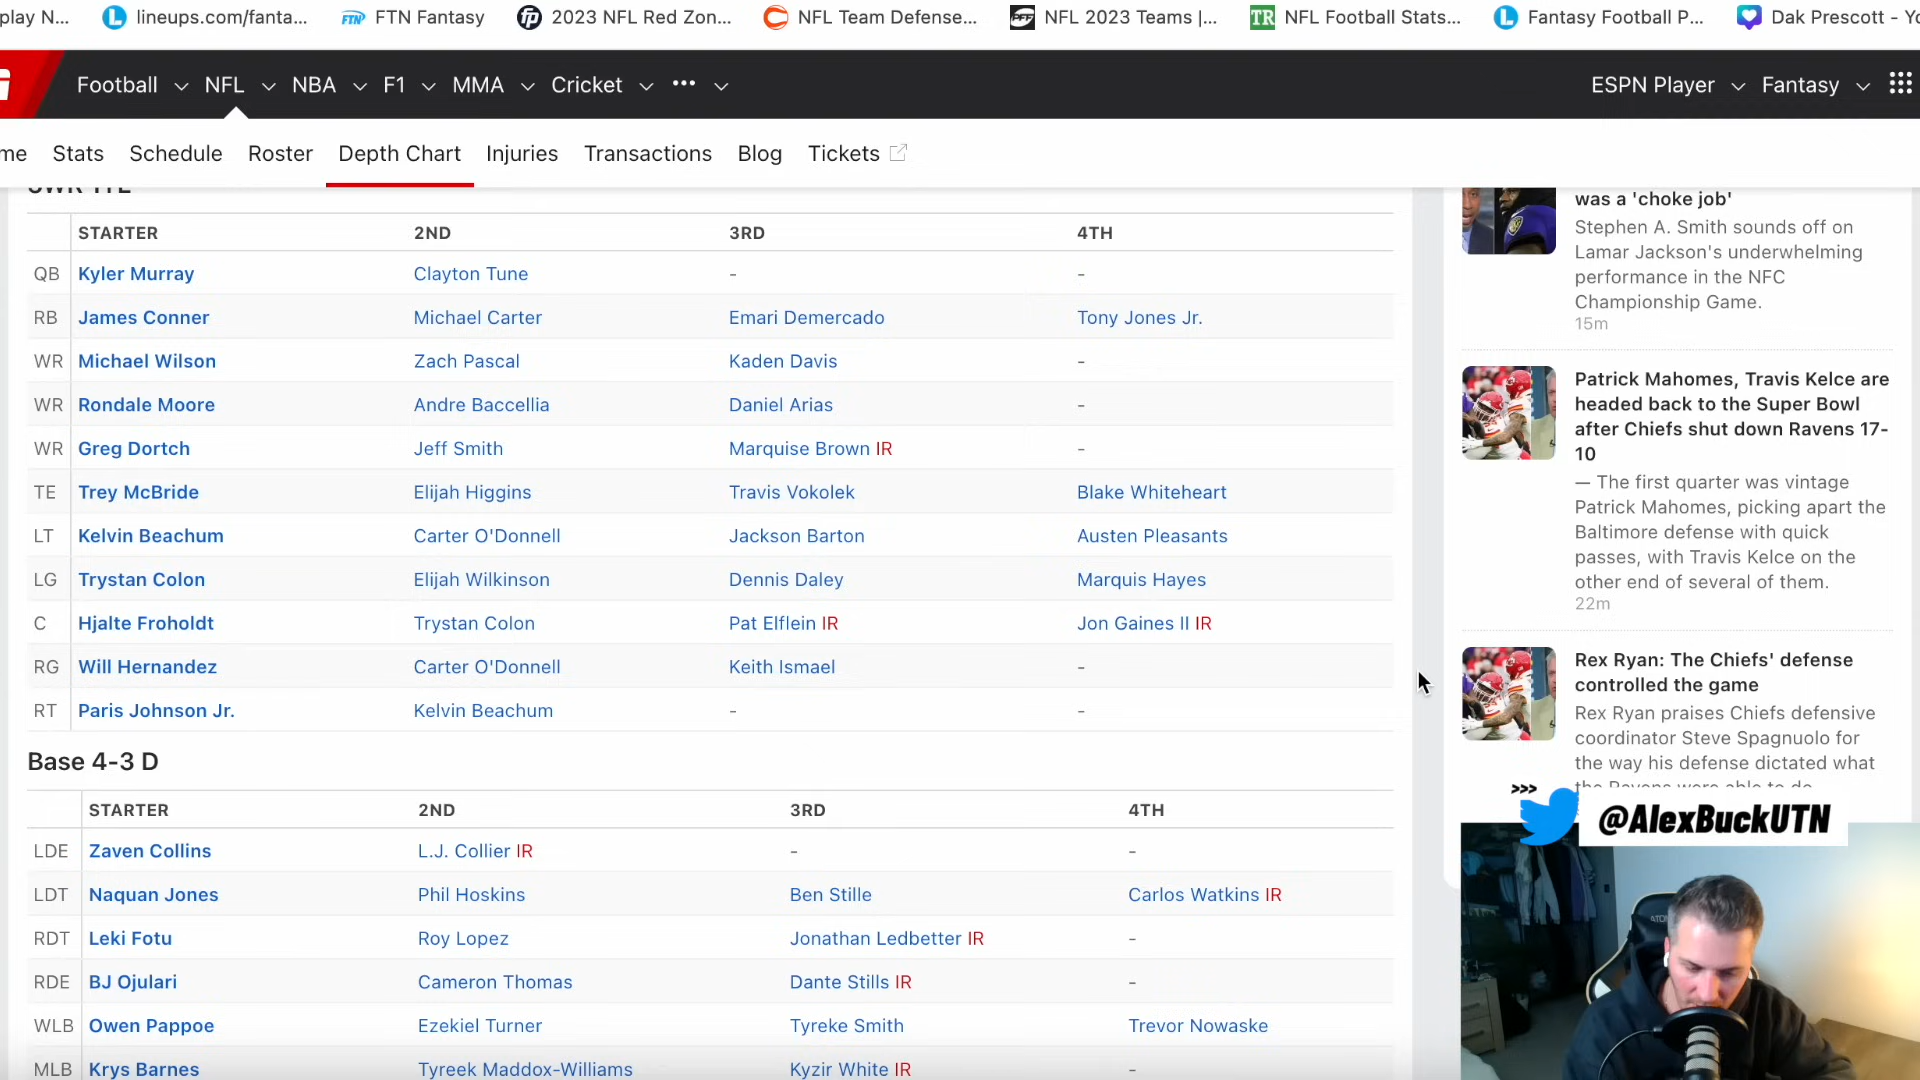 play N...
lineups.com/fanta...
FTN Fantasy
2023 NFL Red Zon...
NFL Team Defense...
NFL 2023 Teams |...
NFL Football Stats...
Fantasy Football P...
Dak Prescott - Yo
Football
NFL
NBA
F1
MMA
Cricket
ESPN Player
Fantasy
me
Stats
Schedule
Roster
Depth Chart
Injuries
Transactions
Blog
Tickets
3WR 1TE
STARTER 2ND 3RD 4TH
QB Kyler Murray Clayton Tune - -
RB James Conner Michael Carter Emari Demercado Tony Jones Jr.
WR Michael Wilson Zach Pascal Kaden Davis -
WR Rondale Moore Andre Baccellia Daniel Arias -
WR Greg Dortch Jeff Smith Marquise Brown IR -
TE Trey McBride Elijah Higgins Travis Vokolek Blake Whiteheart
LT Kelvin Beachum Carter O'Donnell Jackson Barton Austen Pleasants
LG Trystan Colon Elijah Wilkinson Dennis Daley Marquis Hayes
C Hjalte Froholdt Trystan Colon Pat Elflein IR Jon Gaines II IR
RG Will Hernandez Carter O'Donnell Keith Ismael -
RT Paris Johnson Jr. Kelvin Beachum - -
Base 4-3 D
STARTER 2ND 3RD 4TH
LDE Zaven Collins L.J. Collier IR - -
LDT Naquan Jones Phil Hoskins Ben Stille Carlos Watkins IR
RDT Leki Fotu Roy Lopez Jonathan Ledbetter IR -
RDE BJ Ojulari Cameron Thomas Dante Stills IR -
WLB Owen Pappoe Ezekiel Turner Tyreke Smith Trevor Nowaske
MLB Krys Barnes Tyreek Maddox-Williams Kyzir White IR -
was a 'choke job'
Stephen A. Smith sounds off on
Lamar Jackson's underwhelming
performance in the NFC
Championship Game.
15m
Patrick Mahomes, Travis Kelce are
headed back to the Super Bowl
after Chiefs shut down Ravens 17-
10
— The first quarter was vintage
Patrick Mahomes, picking apart the
Baltimore defense with quick
passes, with Travis Kelce on the
other end of several of them.
22m
Rex Ryan: The Chiefs' defense
controlled the game
Rex Ryan praises Chiefs defensive
coordinator Steve Spagnuolo for
the way his defense dictated what
the Ravens were able to do
>>>
@AlexBuckUTN